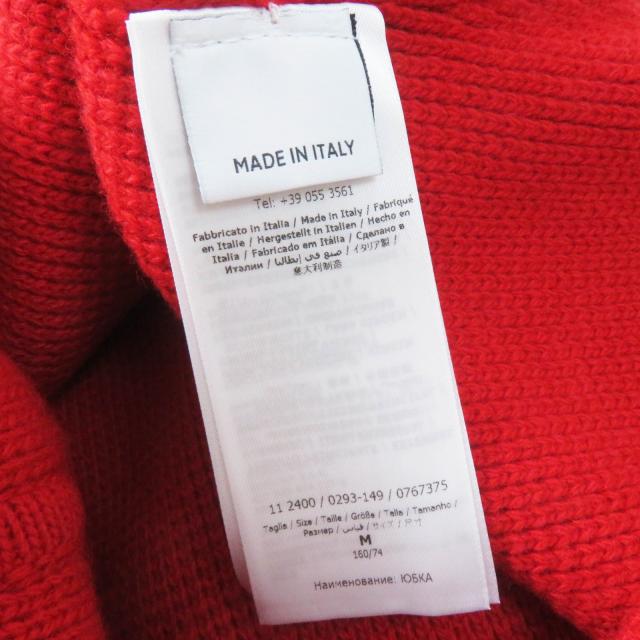 MADE IN ITALY
Tel: +39 055 3561
Fabbricato in Italia / Made in Italy / Fabriqué
en Italie / Hergestellt in Italien / Hecho en
Italia / Fabricado em Itália / Сделано в
Италии / صنع في إيطاليا / イタリア製 /
意大利制造
11 2400 / 0293-149 / 0767375
Taglia / Size / Taille / Größe / Talla / Tamanho /
Размер / قياس / サイズ / 尺寸
M
160/74
Наименование: ЮБКА